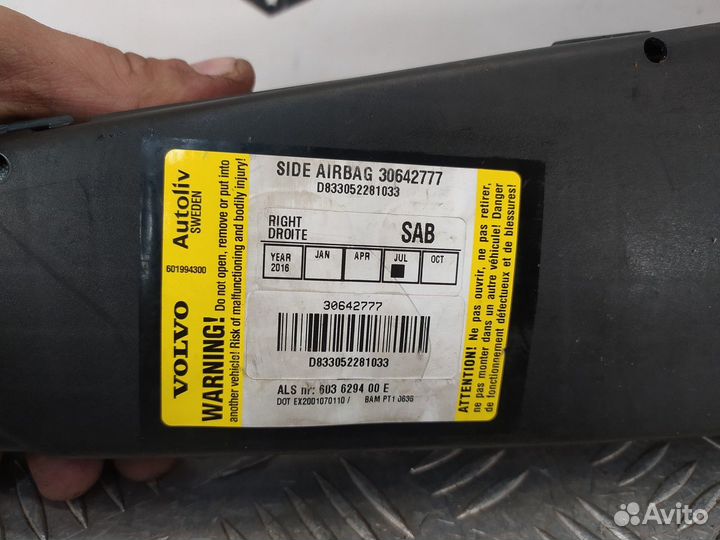 SIDE AIRBAG 30642777
D833052281033
RIGHT
DROITE
SAB
YEAR
2016
JAN
APR
JUL
OCT
30642777
D833052281033
ALS nr: 603 6294 00 E
DOT EX2001070110 / BAM PT1 0636
Autoliv
SWEDEN
601994300
VOLVO
WARNING! Do not open, remove or put into
another vehicle! Risk of malfunctioning and bodily injury!
ATTENTION! Ne pas ouvrir, ne pas retirer,
ne pas monter dans un autre véhicule! Danger
de fonctionnement défectueux et de blessures!
Avito